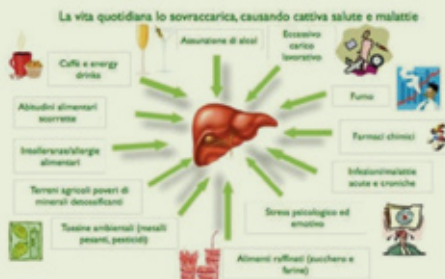 La vita quotidiana lo sovraccarica, causando cattiva salute e malattie
Assunzione di alcol
Eccessivo
carico
lavorativo
Caffè e energy
drinks
Fumo
Abitudini alimentari
scorrette
Farmaci chimici
Intolleranze/allergie
alimentari
Infezioni/malattie
acute e croniche
Terreni agricoli poveri di
minerali detossificanti
Stress psicologico ed
emotivo
Tossine ambientali (metalli
pesanti, pesticidi)
Alimenti raffinati (zucchero e
farine)